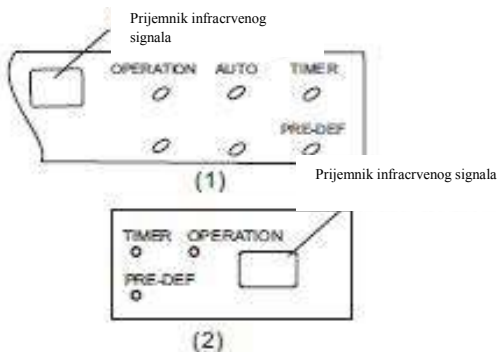 Prijemnik infracrvenog
signala
OPERATION AUTO TIMER
PRE-DEF
(1)
Prijemnik infracrvenog signala
TIMER OPERATION
PRE-DEF
(2)